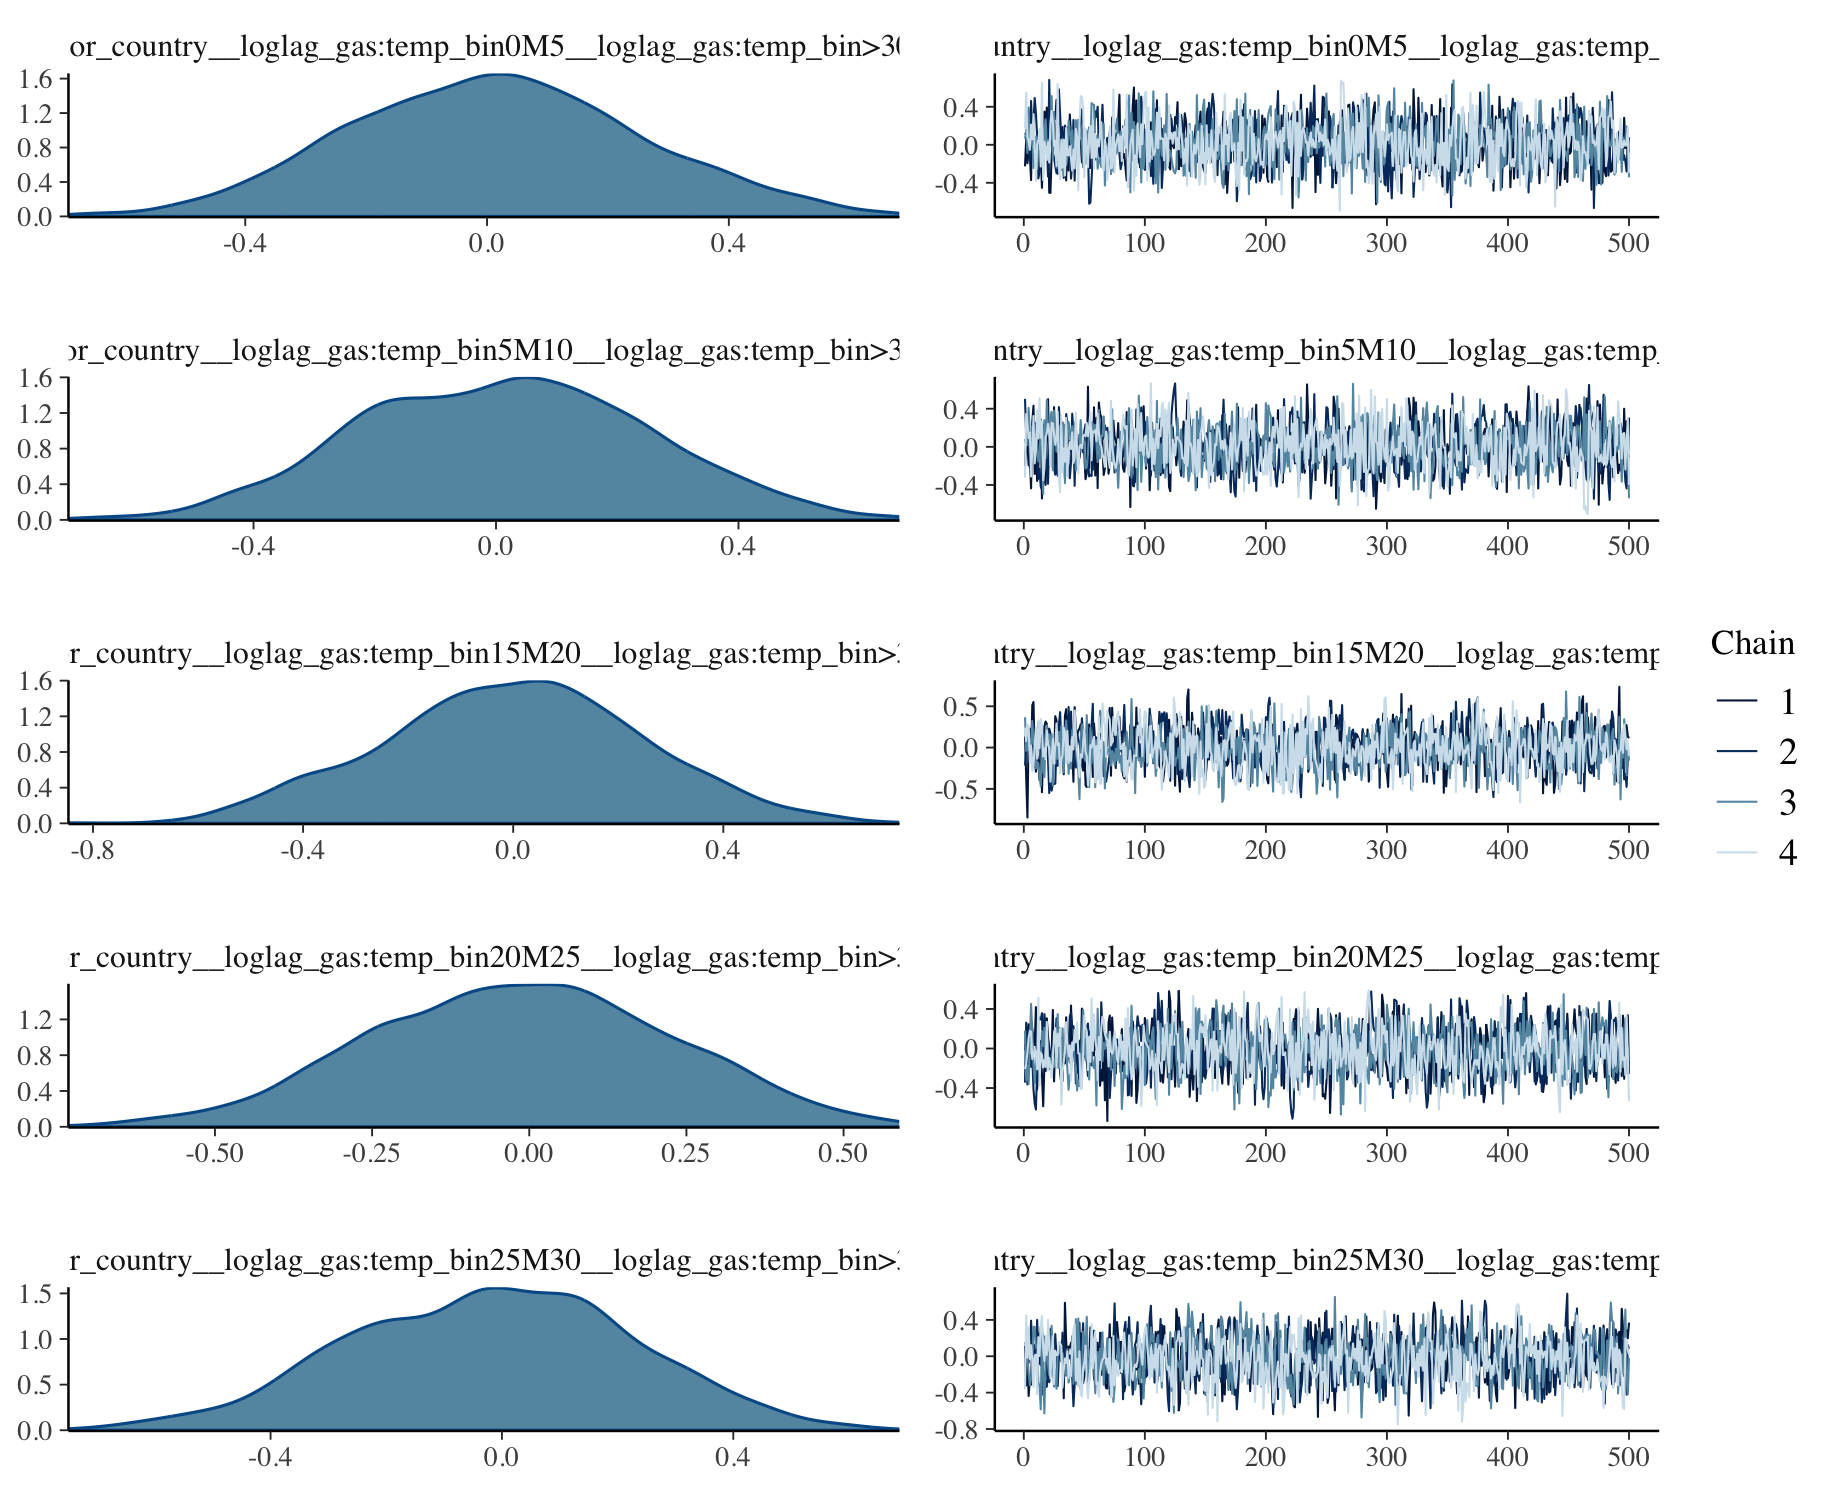 or_country__loglag_gas:temp_bin0M5__loglag_gas:temp_bin>30
1.6
1.2
0.8
0.4
0.0
-0.4 0.0 0.4
ntry__loglag_gas:temp_bin0M5__loglag_gas:temp_
0.4
0.0
-0.4
0 100 200 300 400 500
or_country__loglag_gas:temp_bin5M10__loglag_gas:temp_bin>3
1.6
1.2
0.8
0.4
0.0
-0.4 0.0 0.4
ntry__loglag_gas:temp_bin5M10__loglag_gas:temp_
0.4
0.0
-0.4
0 100 200 300 400 500
r_country__loglag_gas:temp_bin15M20__loglag_gas:temp_bin>
1.6
1.2
0.8
0.4
0.0
-0.8 -0.4 0.0 0.4
ntry__loglag_gas:temp_bin15M20__loglag_gas:temp
0.5
0.0
-0.5
0 100 200 300 400 500
Chain
1
2
3
4
r_country__loglag_gas:temp_bin20M25__loglag_gas:temp_bin>
1.2
0.8
0.4
0.0
-0.50 -0.25 0.00 0.25 0.50
ntry__loglag_gas:temp_bin20M25__loglag_gas:temp
0.4
0.0
-0.4
0 100 200 300 400 500
r_country__loglag_gas:temp_bin25M30__loglag_gas:temp_bin>
1.5
1.0
0.5
0.0
-0.4 0.0 0.4
ntry__loglag_gas:temp_bin25M30__loglag_gas:temp
0.4
0.0
-0.4
-0.8
0 100 200 300 400 500